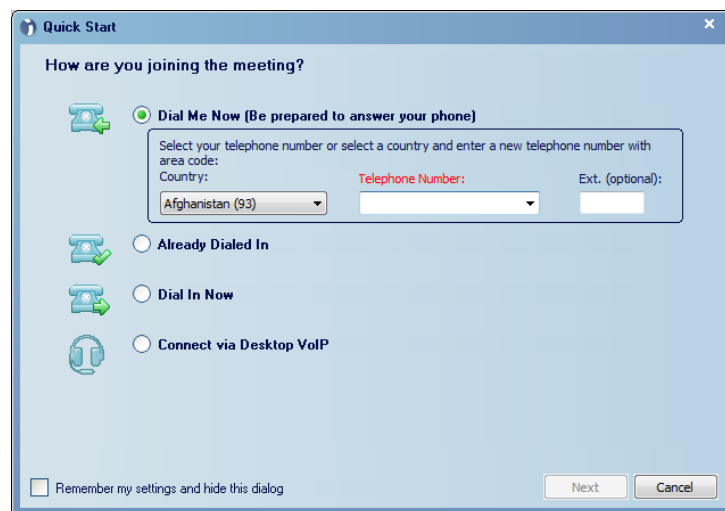 Quick Start
How are you joining the meeting?
Dial Me Now (Be prepared to answer your phone)
Select your telephone number or select a country and enter a new telephone number with
area code:
Country: Telephone Number: Ext. (optional):
Afghanistan (93)
Already Dialed In
Dial In Now
Connect via Desktop VoIP
Remember my settings and hide this dialog
Next Cancel